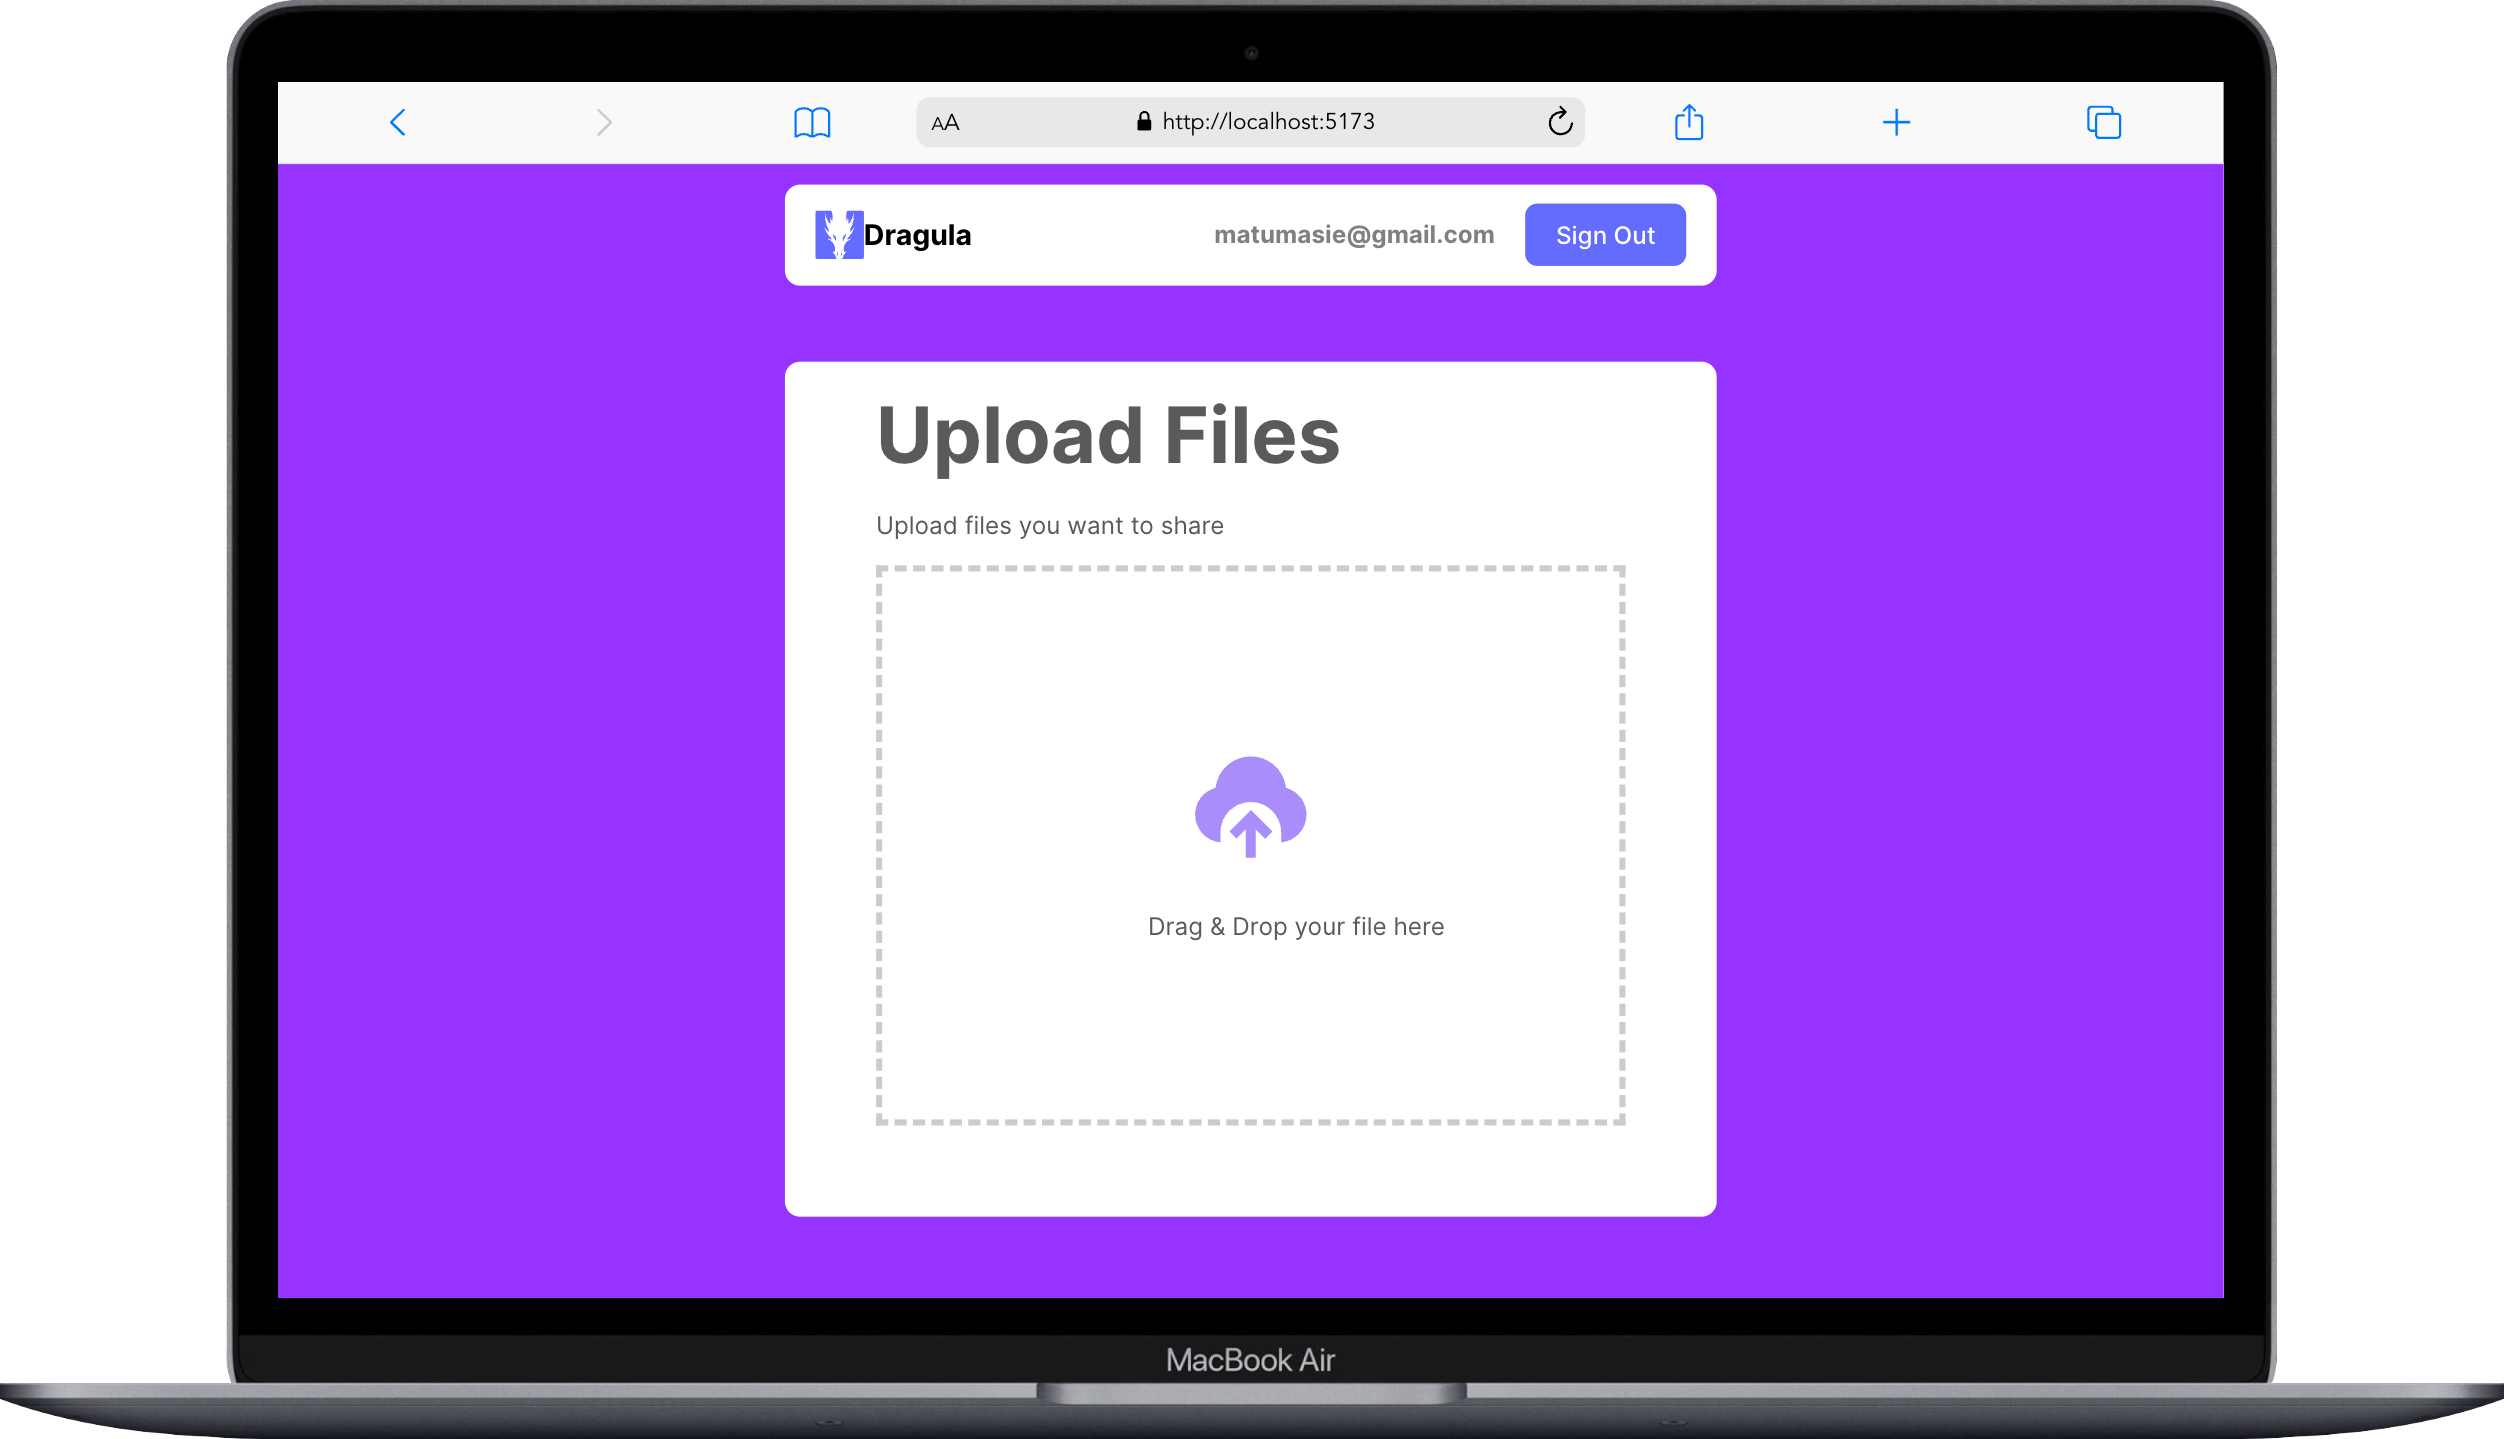 AA
http://localhost:5173
Dragula
matumasie@gmail.com
Sign Out
Upload Files
Upload files you want to share
Drag & Drop your file here
MacBook Air